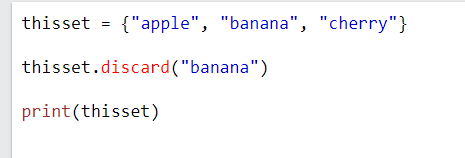 thisset = {"apple", "banana", "cherry"}
thisset.discard("banana")
print(thisset)